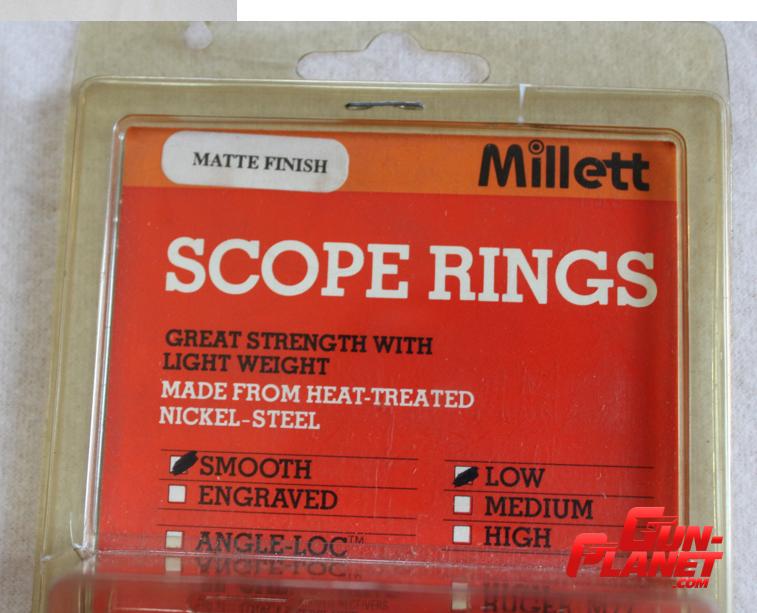 MATTE FINISH
Millett
SCOPE RINGS
GREAT STRENGTH WITH
LIGHT WEIGHT
MADE FROM HEAT-TREATED
NICKEL-STEEL
SMOOTH
ENGRAVED
ANGLE-LOC™
LOW
MEDIUM
HIGH
GUN-
PLANET
.COM